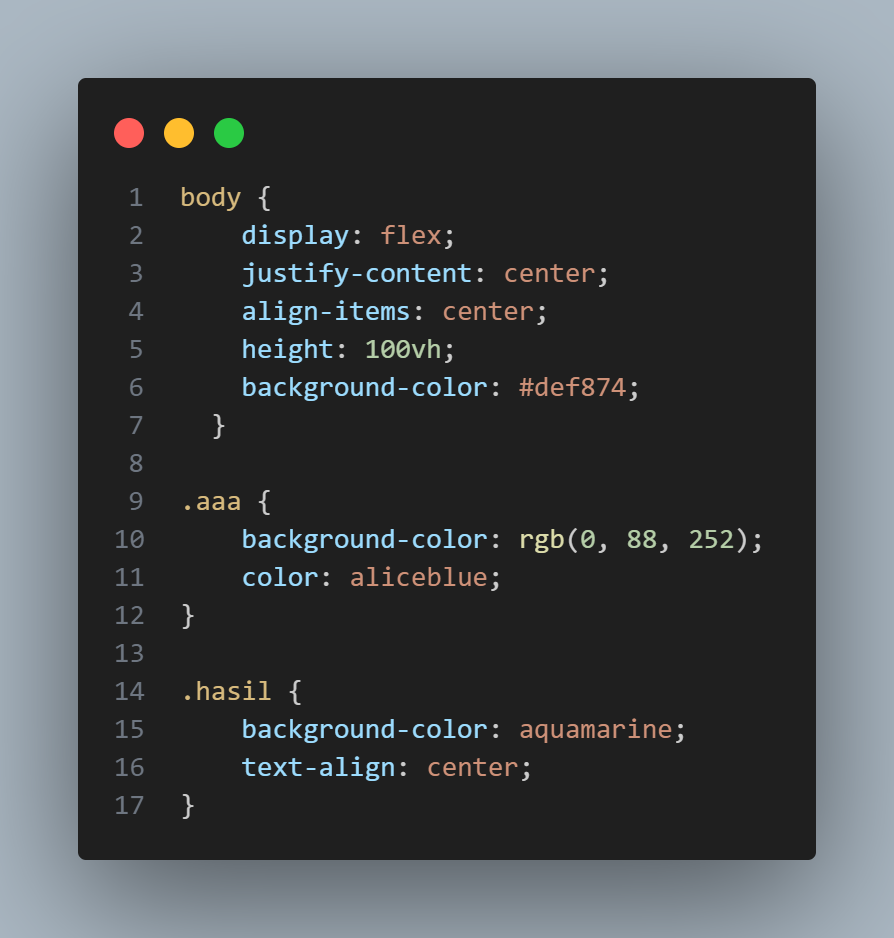 1 body {
2     display: flex;
3     justify-content: center;
4     align-items: center;
5     height: 100vh;
6     background-color: #def874;
7   }
8
9 .aaa {
10     background-color: rgb(0, 88, 252);
11     color: aliceblue;
12 }
13
14 .hasil {
15     background-color: aquamarine;
16     text-align: center;
17 }